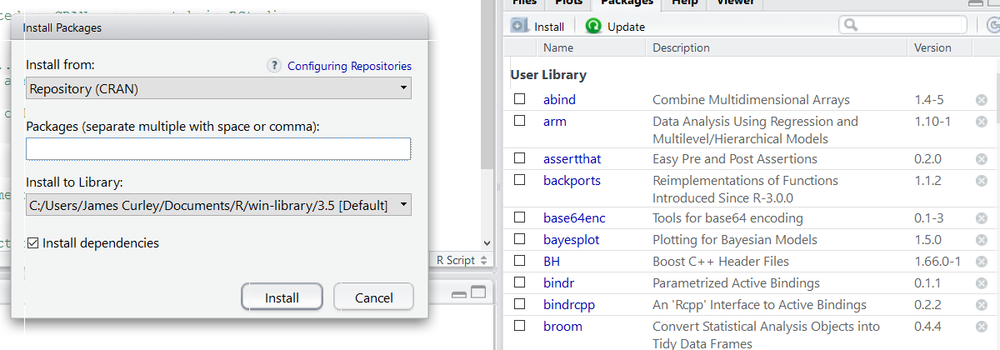 Install Packages
Install from:
? Configuring Repositories
Repository (CRAN)
Packages (separate multiple with space or comma):
Install to Library:
C:/Users/James Curley/Documents/R/win-library/3.5 [Default]
Install dependencies
Install
Cancel
R Script
Files Plots Packages Help Viewer
Install Update
Name Description Version
User Library
abind Combine Multidimensional Arrays 1.4-5
arm Data Analysis Using Regression and 1.10-1
Multilevel/Hierarchical Models
assertthat Easy Pre and Post Assertions 0.2.0
backports Reimplementations of Functions 1.1.2
Introduced Since R-3.0.0
base64enc Tools for base64 encoding 0.1-3
bayesplot Plotting for Bayesian Models 1.5.0
BH Boost C++ Header Files 1.66.0-1
bindr Parametrized Active Bindings 0.1.1
bindrcpp An 'Rcpp' Interface to Active Bindings 0.2.2
broom Convert Statistical Analysis Objects into 0.4.4
Tidy Data Frames